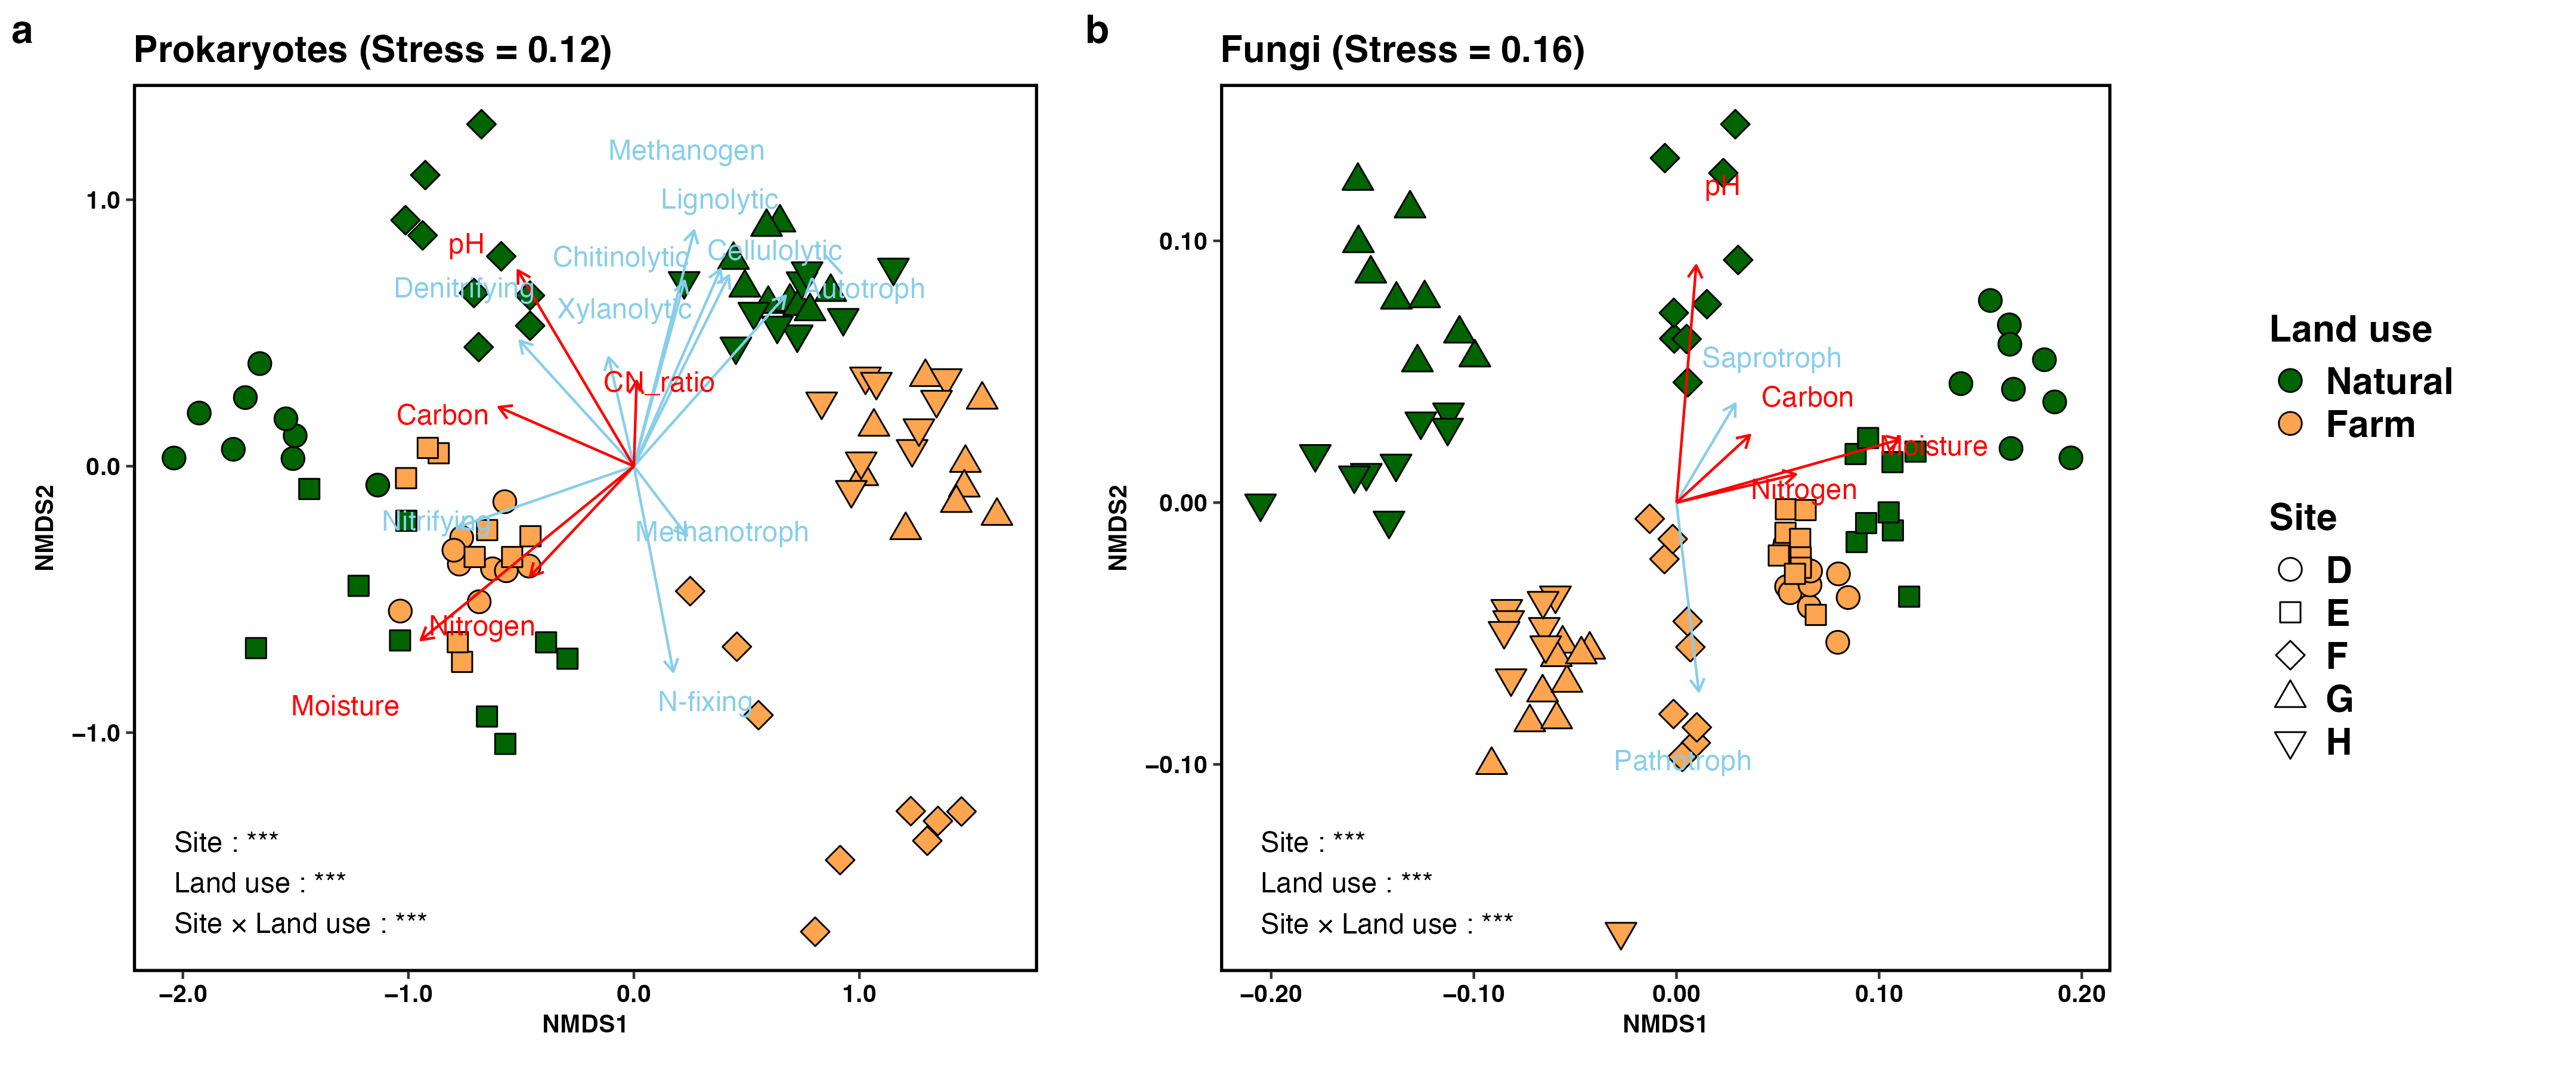 a
Prokaryotes (Stress = 0.12)
Methanogen
Lignolytic
pH
Chitinolytic
Cellulolytic
Denitrifying
Autotroph
Xylanolytic
CN_ratio
Carbon
Nitrifying
Methanotroph
Nitrogen
N-fixing
Moisture
Site : ***
Land use : ***
Site × Land use : ***
1.0
0.0
−1.0
NMDS2
−2.0
−1.0
0.0
1.0
NMDS1
b
Fungi (Stress = 0.16)
pH
Saprotroph
Carbon
Moisture
Nitrogen
Pathotroph
Site : ***
Land use : ***
Site × Land use : ***
0.10
0.00
−0.10
NMDS2
−0.20
−0.10
0.00
0.10
0.20
NMDS1
Land use
Natural
Farm
Site
D
E
F
G
H